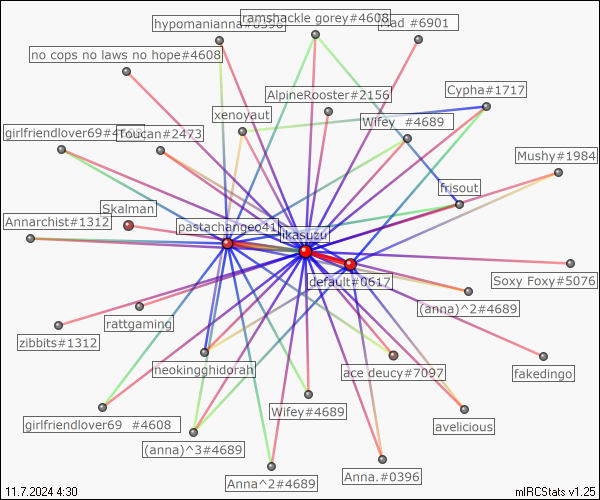 hypomanianna#0396
ramshackle gorey#4608
Mad #6901
no cops no laws no hope#4608
AlpineRooster#2156
Cypha#1717
xenoyaut
girlfriendlover69#4608
Toucan#2473
Wifey #4689
Mushy#1984
frisout
Skalman
Annarchist#1312
pastachangeo41
ikasuzu
default#0617
Soxy Foxy#5076
(anna)^2#4689
rattgaming
zibbits#1312
neokingghidorah
ace deucy#7097
fakedingo
girlfriendlover69 #4608
Wifey#4689
avelicious
(anna)^3#4689
Anna^2#4689
Anna.#0396
11.7.2024 4:30
mIRCStats v1.25